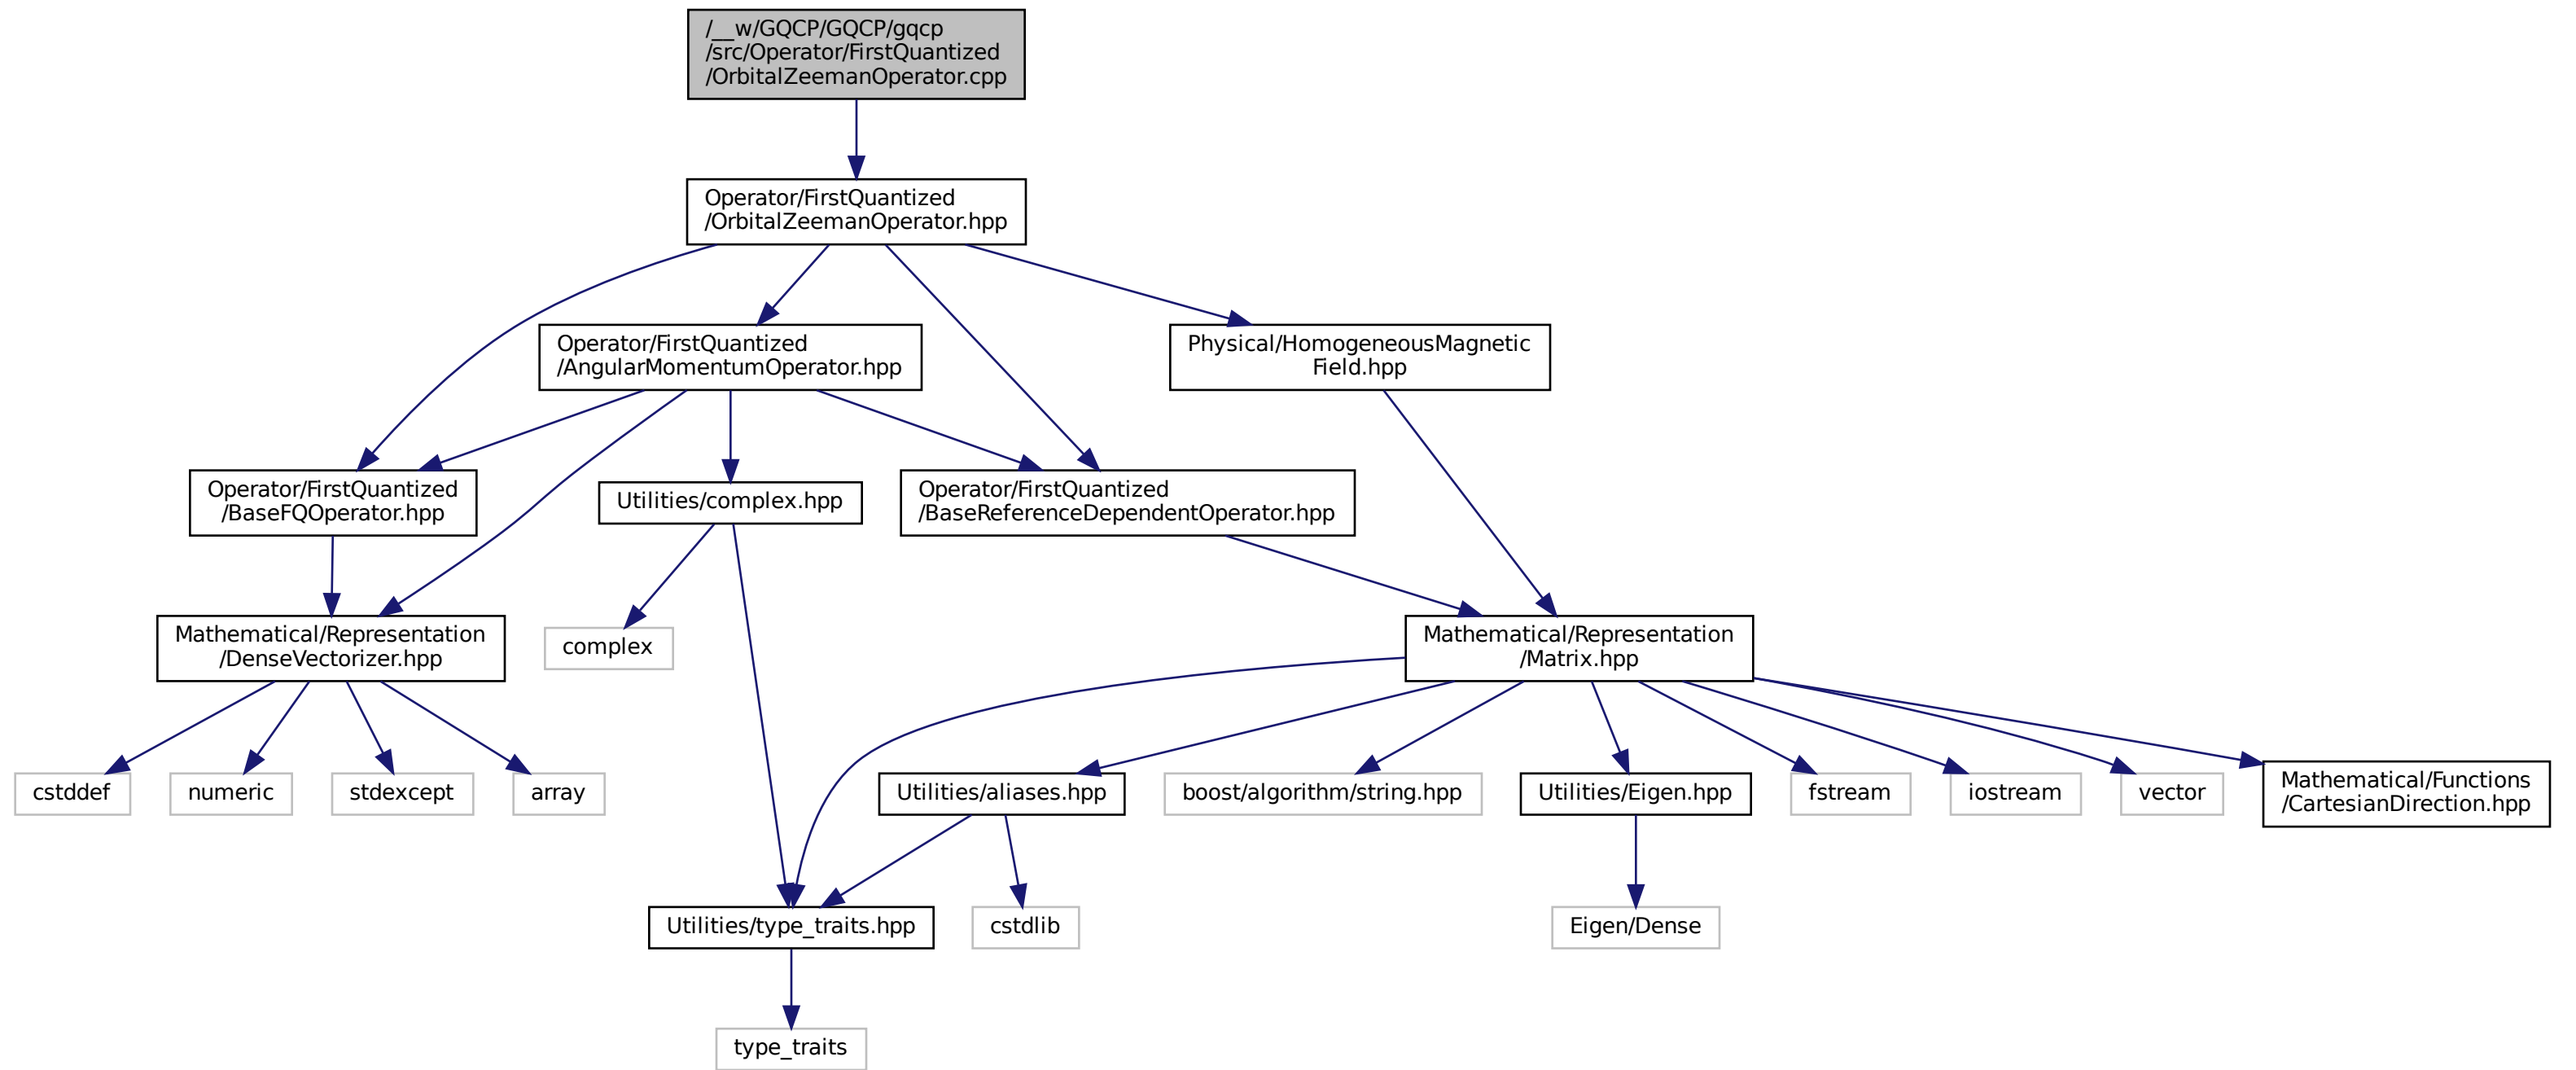 /__w/GQCP/GQCP/gqcp
/src/Operator/FirstQuantized
/OrbitalZeemanOperator.cpp
Operator/FirstQuantized
/OrbitalZeemanOperator.hpp
Operator/FirstQuantized
/AngularMomentumOperator.hpp
Physical/HomogeneousMagnetic
Field.hpp
Operator/FirstQuantized
/BaseFQOperator.hpp
Utilities/complex.hpp
Operator/FirstQuantized
/BaseReferenceDependentOperator.hpp
Mathematical/Representation
/DenseVectorizer.hpp
complex
Mathematical/Representation
/Matrix.hpp
cstddef
numeric
stdexcept
array
Utilities/aliases.hpp
boost/algorithm/string.hpp
Utilities/Eigen.hpp
fstream
iostream
vector
Mathematical/Functions
/CartesianDirection.hpp
Utilities/type_traits.hpp
cstdlib
Eigen/Dense
type_traits